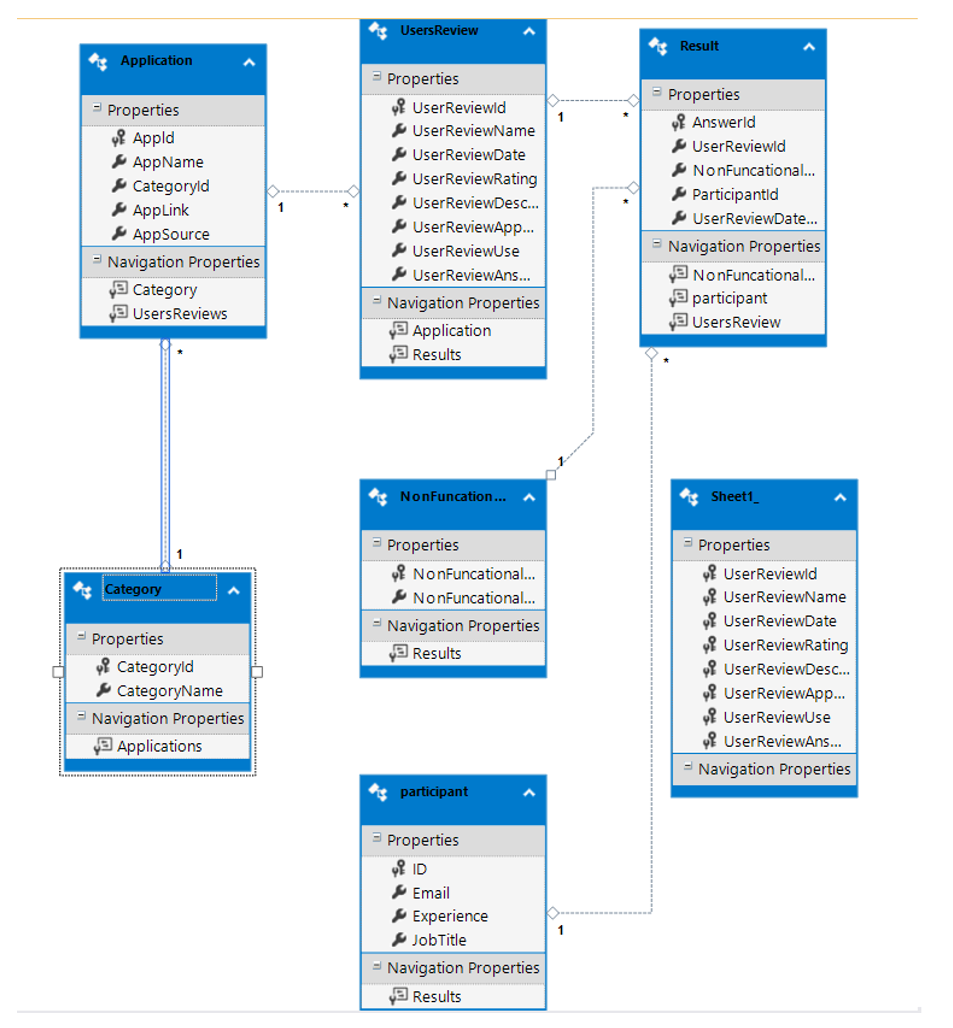 Application
Properties
AppId
AppName
CategoryId
AppLink
AppSource
Navigation Properties
Category
UsersReviews
UsersReview
Properties
UserReviewId
UserReviewName
UserReviewDate
UserReviewRating
UserReviewDesc...
UserReviewApp...
UserReviewUse
UserReviewAns...
Navigation Properties
Application
Results
Result
Properties
AnswerId
UserReviewId
NonFuncational...
ParticipantId
UserReviewDate...
Navigation Properties
NonFuncational...
participant
UsersReview
1
*
1
*
*
1
*
1
*
1
NonFuncation...
Properties
NonFuncational...
NonFuncational...
Navigation Properties
Results
Sheet1_
Properties
UserReviewId
UserReviewName
UserReviewDate
UserReviewRating
UserReviewDesc...
UserReviewApp...
UserReviewUse
UserReviewAns...
Navigation Properties
Category
Properties
CategoryId
CategoryName
Navigation Properties
Applications
participant
Properties
ID
Email
Experience
JobTitle
Navigation Properties
Results